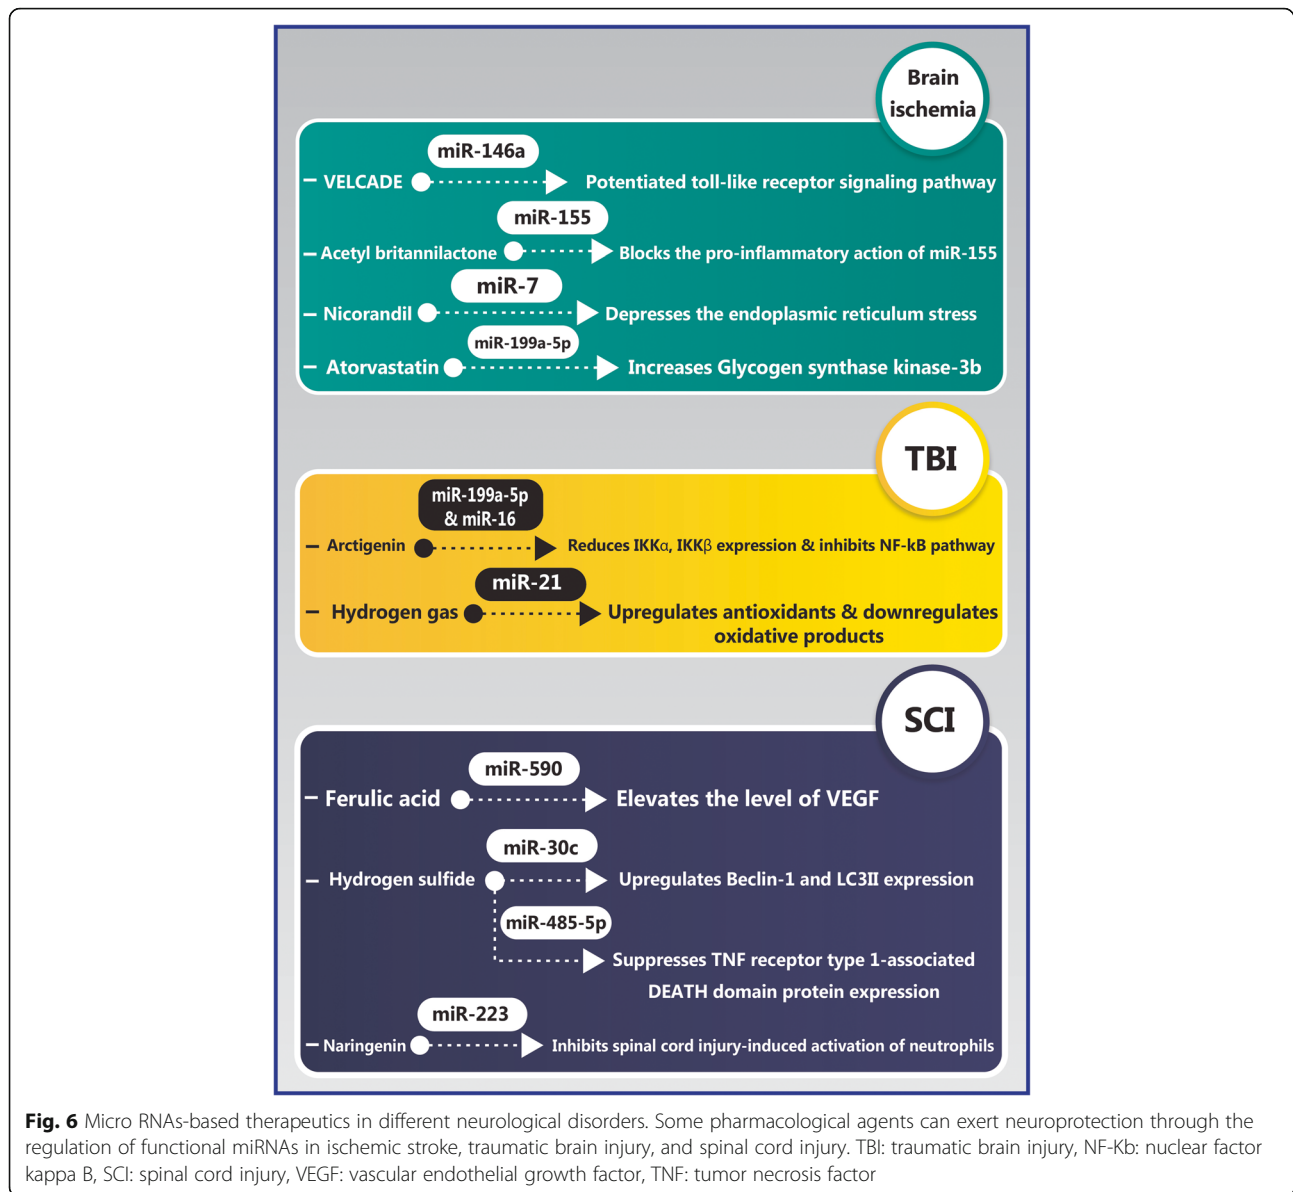 Brain
ischemia
miR-146a
– VELCADE Potentiated toll-like receptor signaling pathway
miR-155
– Acetyl britannilactone Blocks the pro-inflammatory action of miR-155
miR-7
– Nicorandil Depresses the endoplasmic reticulum stress
miR-199a-5p
– Atorvastatin Increases Glycogen synthase kinase-3b
TBI
miR-199a-5p
& miR-16
– Arctigenin Reduces IKKα, IKKβ expression & inhibits NF-kB pathway
miR-21
– Hydrogen gas Upregulates antioxidants & downregulates
oxidative products
SCI
miR-590
– Ferulic acid Elevates the level of VEGF
miR-30c
– Hydrogen sulfide Upregulates Beclin-1 and LC3II expression
miR-485-5p
Suppresses TNF receptor type 1-associated
DEATH domain protein expression
miR-223
– Naringenin Inhibits spinal cord injury-induced activation of neutrophils
Fig. 6 Micro RNAs-based therapeutics in different neurological disorders. Some pharmacological agents can exert neuroprotection through the
regulation of functional miRNAs in ischemic stroke, traumatic brain injury, and spinal cord injury. TBI: traumatic brain injury, NF-Kb: nuclear factor
kappa B, SCI: spinal cord injury, VEGF: vascular endothelial growth factor, TNF: tumor necrosis factor